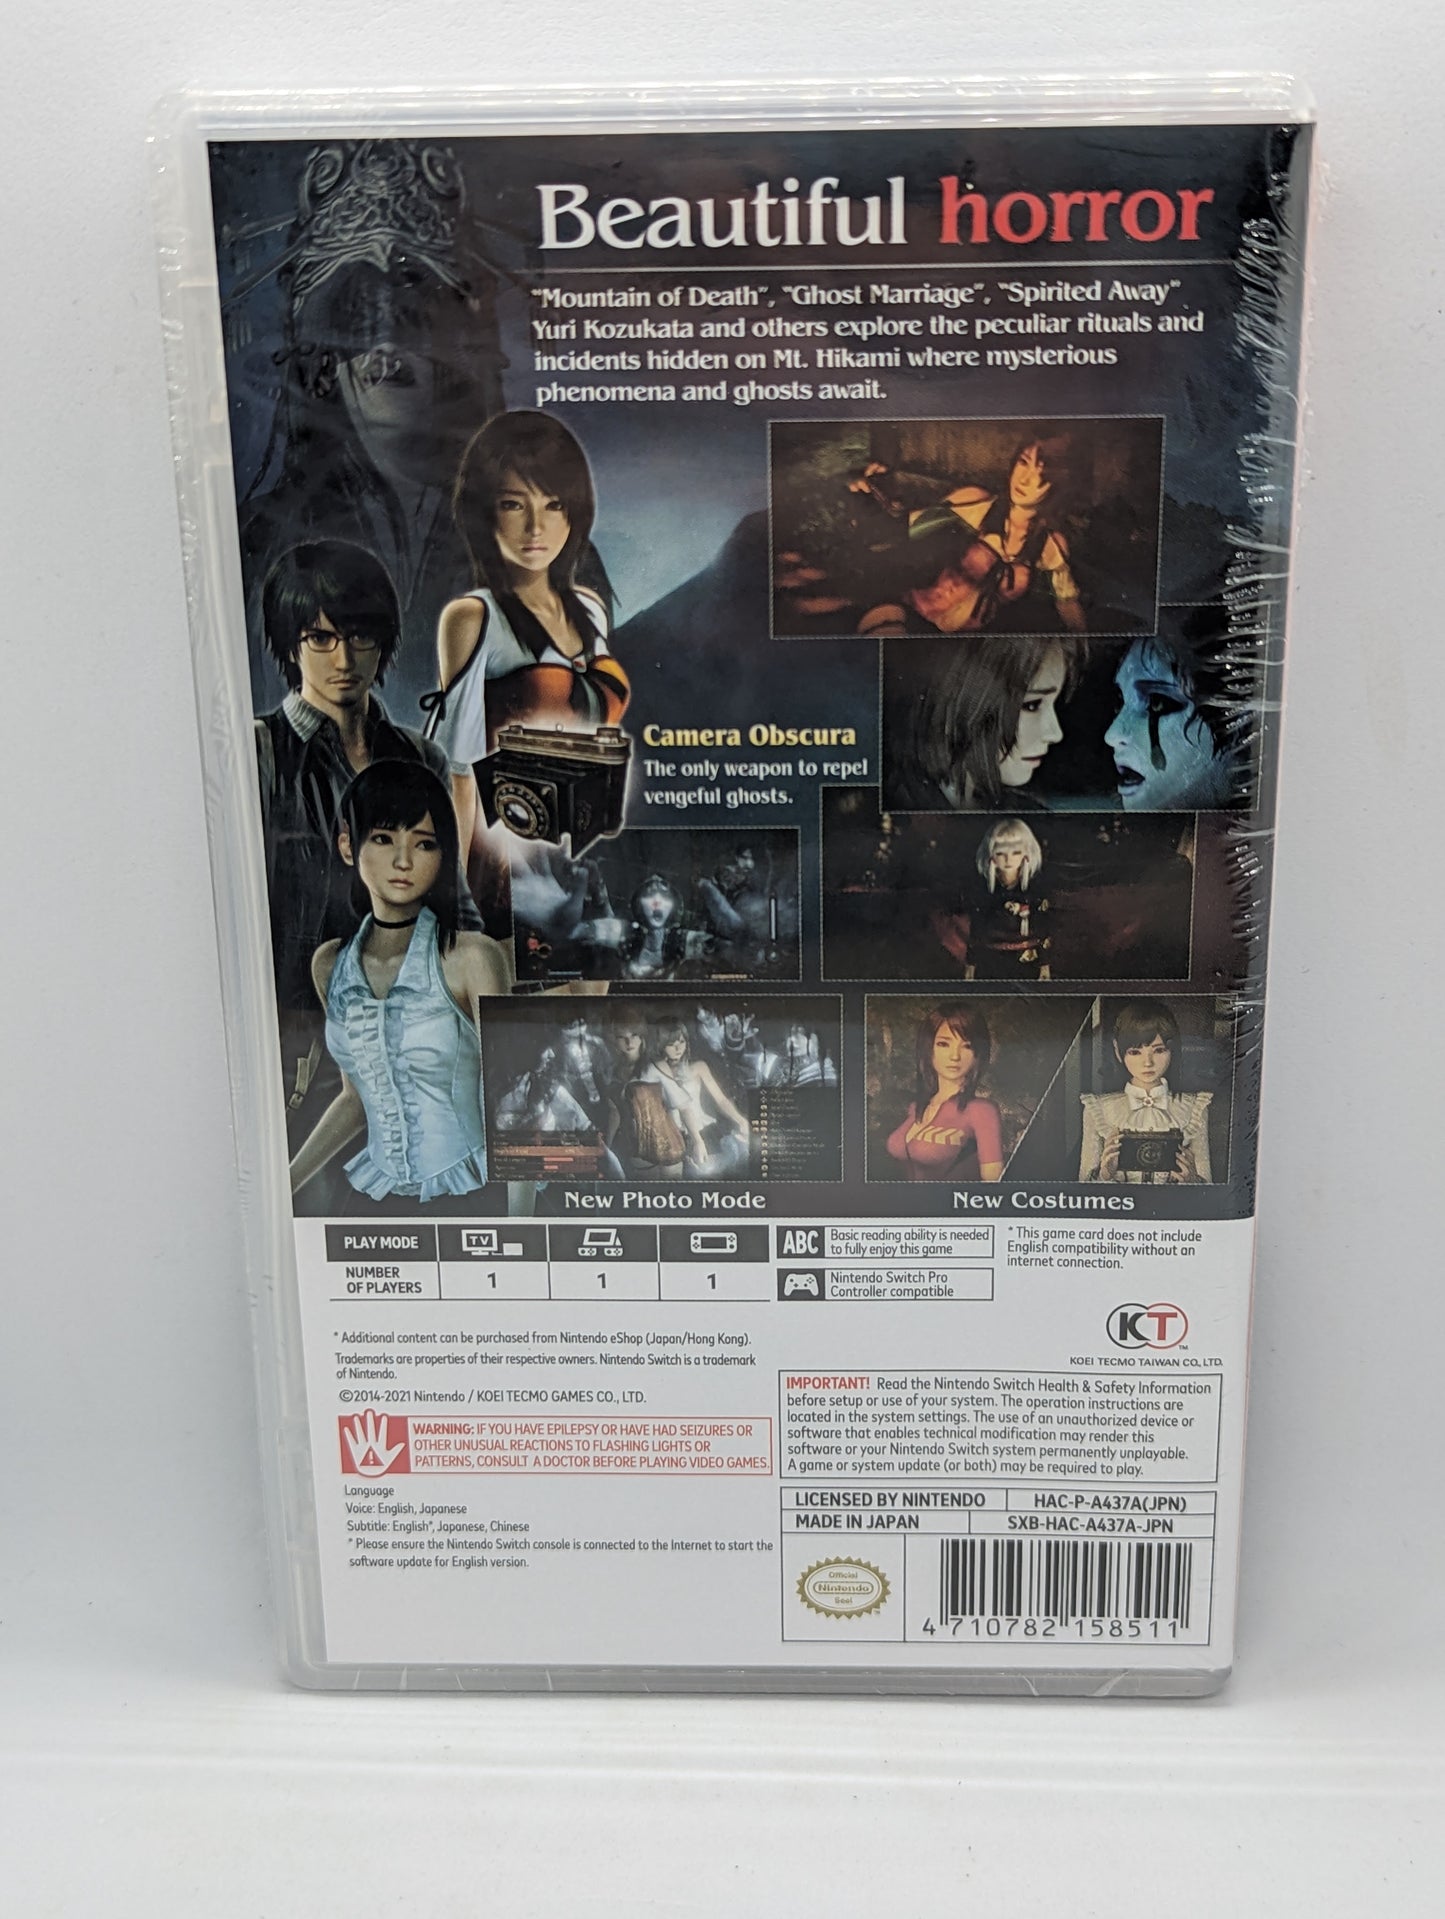 Beautiful horror
"Mountain of Death", "Ghost Marriage", "Spirited Away"
Yuri Kozukata and others explore the peculiar rituals and
incidents hidden on Mt. Hikami where mysterious
phenomena and ghosts await.
Camera Obscura
The only weapon to repel
vengeful ghosts.
New Photo Mode
New Costumes
PLAY MODE
TV
NUMBER
OF PLAYERS
1
1
1
ABC
Basic reading ability is needed
to fully enjoy this game
Nintendo Switch Pro
Controller compatible
* This game card does not include
English compatibility without an
internet connection.
KT
TM
KOEI TECMO TAIWAN CO., LTD.
* Additional content can be purchased from Nintendo eShop (Japan/Hong Kong).
Trademarks are properties of their respective owners. Nintendo Switch is a trademark
of Nintendo.
©2014-2021 Nintendo / KOEI TECMO GAMES CO., LTD.
WARNING: IF YOU HAVE EPILEPSY OR HAVE HAD SEIZURES OR
OTHER UNUSUAL REACTIONS TO FLASHING LIGHTS OR
PATTERNS, CONSULT A DOCTOR BEFORE PLAYING VIDEO GAMES.
IMPORTANT! Read the Nintendo Switch Health & Safety Information
before setup or use of your system. The operation instructions are
located in the system settings. The use of an unauthorized device or
software that enables technical modification may render this
software or your Nintendo Switch system permanently unplayable.
A game or system update (or both) may be required to play.
Language
Voice: English, Japanese
Subtitle: English*, Japanese, Chinese
* Please ensure the Nintendo Switch console is connected to the Internet to start the
software update for English version.
LICENSED BY NINTENDO
HAC-P-A437A(JPN)
MADE IN JAPAN
SXB-HAC-A437A-JPN
Official
Nintendo
Seal
4 710782 158511